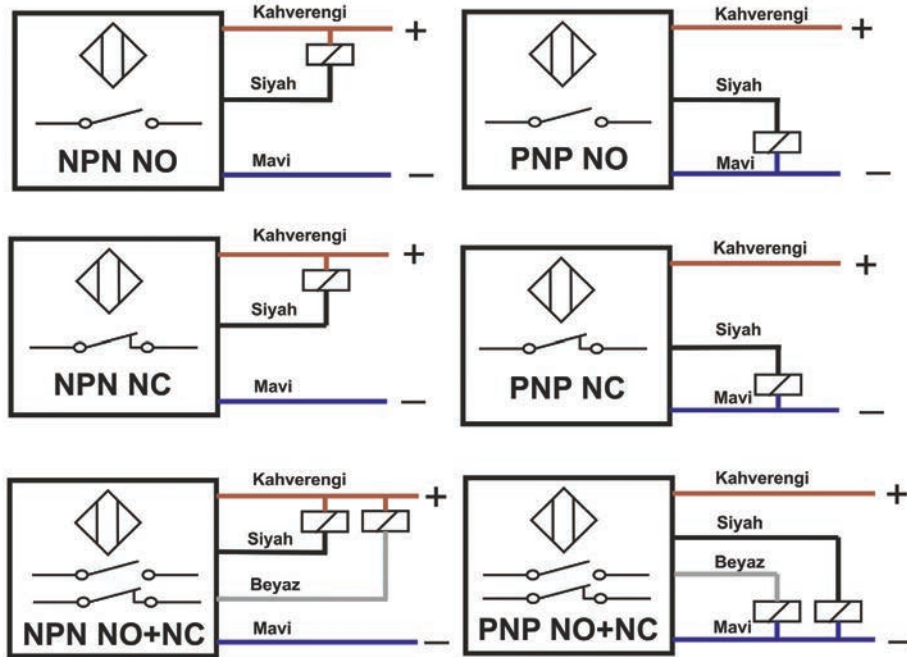 Kahverengi
+
Siyah
NPN NO
Mavi
—
Kahverengi
+
Siyah
PNP NO
Mavi
—
Kahverengi
+
Siyah
NPN NC
Mavi
—
Kahverengi
+
Siyah
PNP NC
Mavi
—
Kahverengi
+
Siyah
Beyaz
NPN NO+NC
Mavi
—
Kahverengi
+
Siyah
Beyaz
PNP NO+NC
Mavi
—